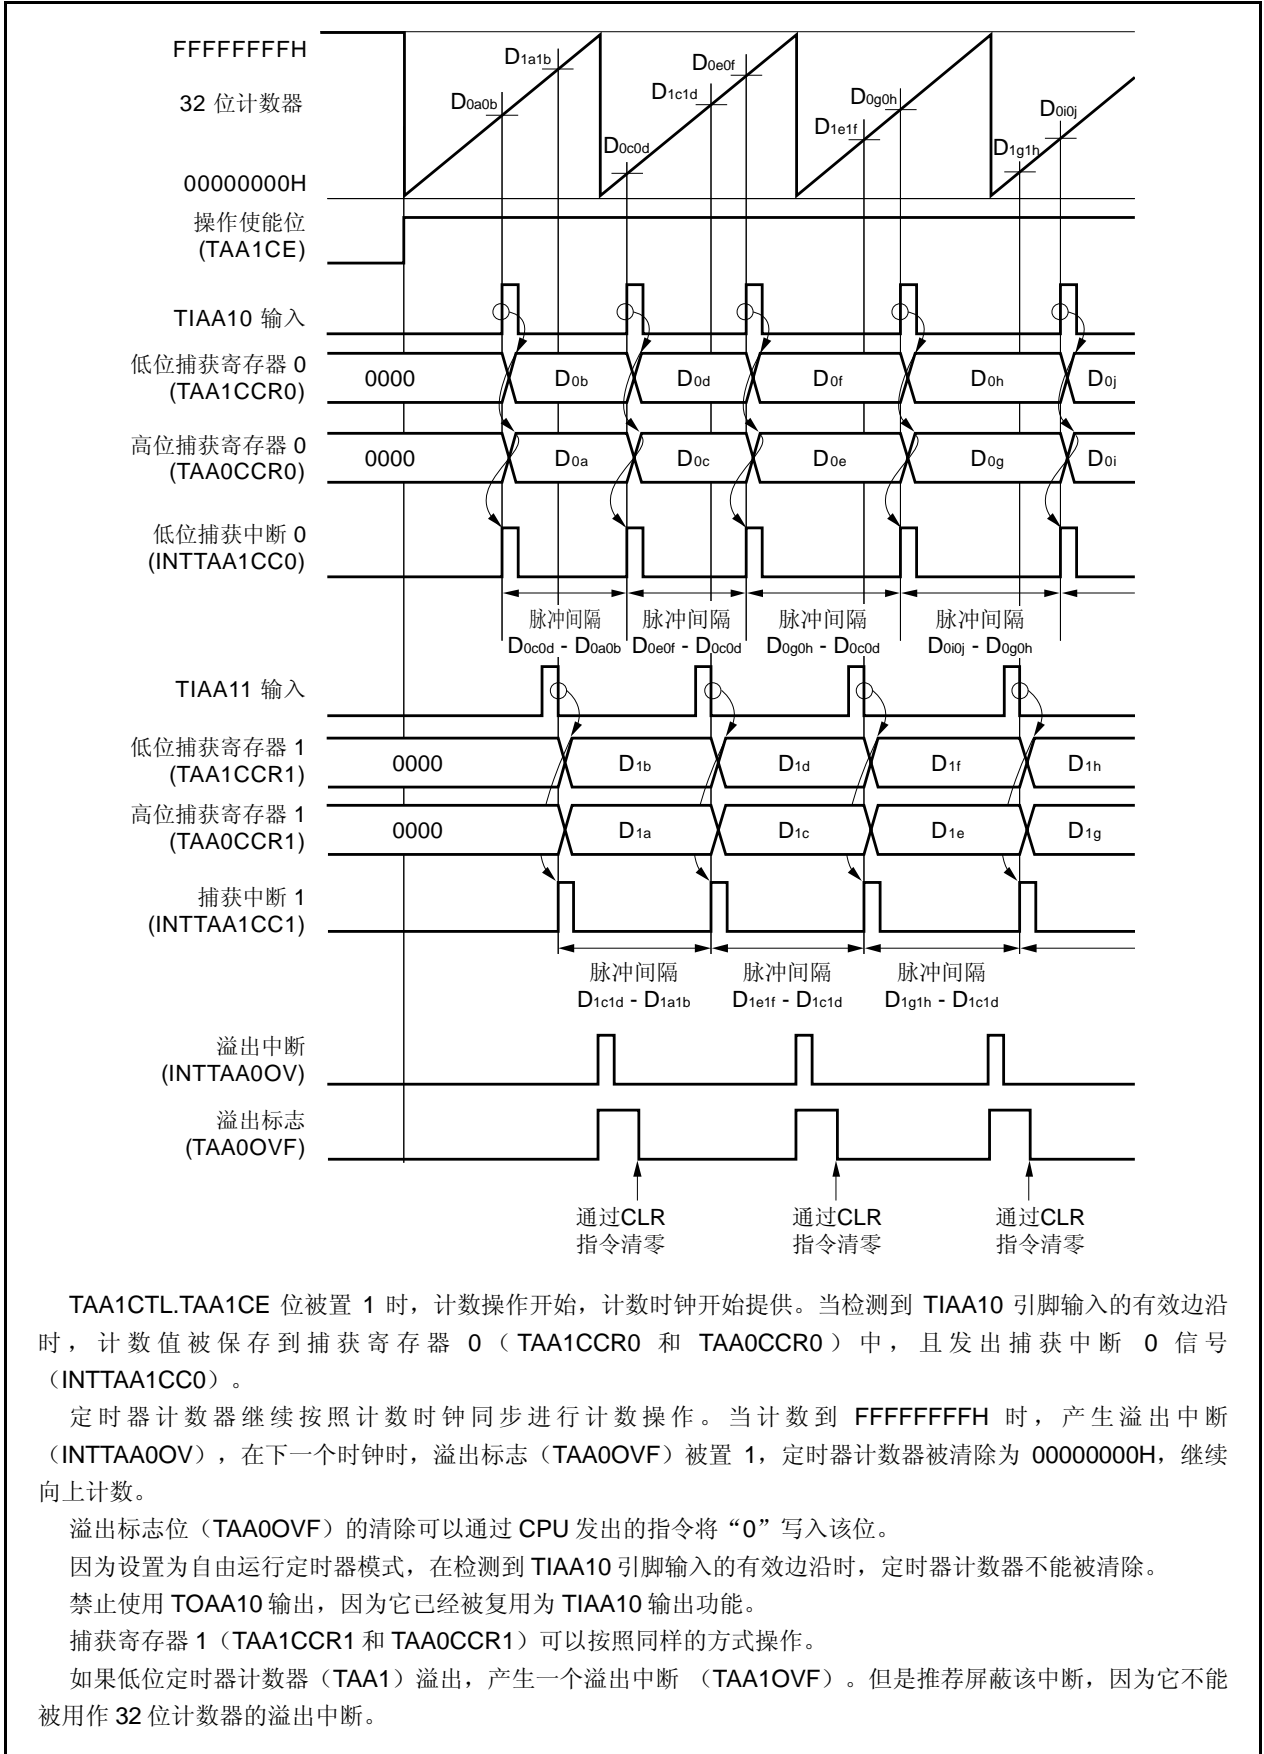 FFFFFFFFH
32 位计数器
00000000H
D0a0b
D1a1b
D0c0d
D1c1d
D0e0f
D1e1f
D0g0h
D1g1h
D0i0j
操作使能位
(TAA1CE)
TIAA10 输入
低位捕获寄存器 0
(TAA1CCR0)
0000 D0b D0d D0f D0h D0j
高位捕获寄存器 0
(TAA0CCR0)
0000 D0a D0c D0e D0g D0i
低位捕获中断 0
(INTTAA1CC0)
脉冲间隔 脉冲间隔 脉冲间隔 脉冲间隔
D0c0d - D0a0b D0e0f - D0c0d D0g0h - D0c0d D0i0j - D0g0h
TIAA11 输入
低位捕获寄存器 1
(TAA1CCR1)
0000 D1b D1d D1f D1h
高位捕获寄存器 1
(TAA0CCR1)
0000 D1a D1c D1e D1g
捕获中断 1
(INTTAA1CC1)
脉冲间隔 脉冲间隔 脉冲间隔
D1c1d - D1a1b D1e1f - D1c1d D1g1h - D1c1d
溢出中断
(INTTAA0OV)
溢出标志
(TAA0OVF)
通过CLR 通过CLR 通过CLR
指令清零 指令清零 指令清零
TAA1CTL.TAA1CE 位被置 1 时，计数操作开始，计数时钟开始提供。当检测到 TIAA10 引脚输入的有效边沿
时，计数值被保存到捕获寄存器 0（TAA1CCR0 和 TAA0CCR0）中，且发出捕获中断 0 信号
（INTTAA1CC0）。
定时器计数器继续按照计数时钟同步进行计数操作。当计数到 FFFFFFFFH 时，产生溢出中断
（INTTAA0OV），在下一个时钟时，溢出标志（TAA0OVF）被置 1，定时器计数器被清除为 00000000H，继续
向上计数。
溢出标志位（TAA0OVF）的清除可以通过 CPU 发出的指令将“0”写入该位。
因为设置为自由运行定时器模式，在检测到 TIAA10 引脚输入的有效边沿时，定时器计数器不能被清除。
禁止使用 TOAA10 输出，因为它已经被复用为 TIAA10 输出功能。
捕获寄存器 1（TAA1CCR1 和 TAA0CCR1）可以按照同样的方式操作。
如果低位定时器计数器（TAA1）溢出，产生一个溢出中断 （TAA1OVF）。但是推荐屏蔽该中断，因为它不能
被用作 32 位计数器的溢出中断。